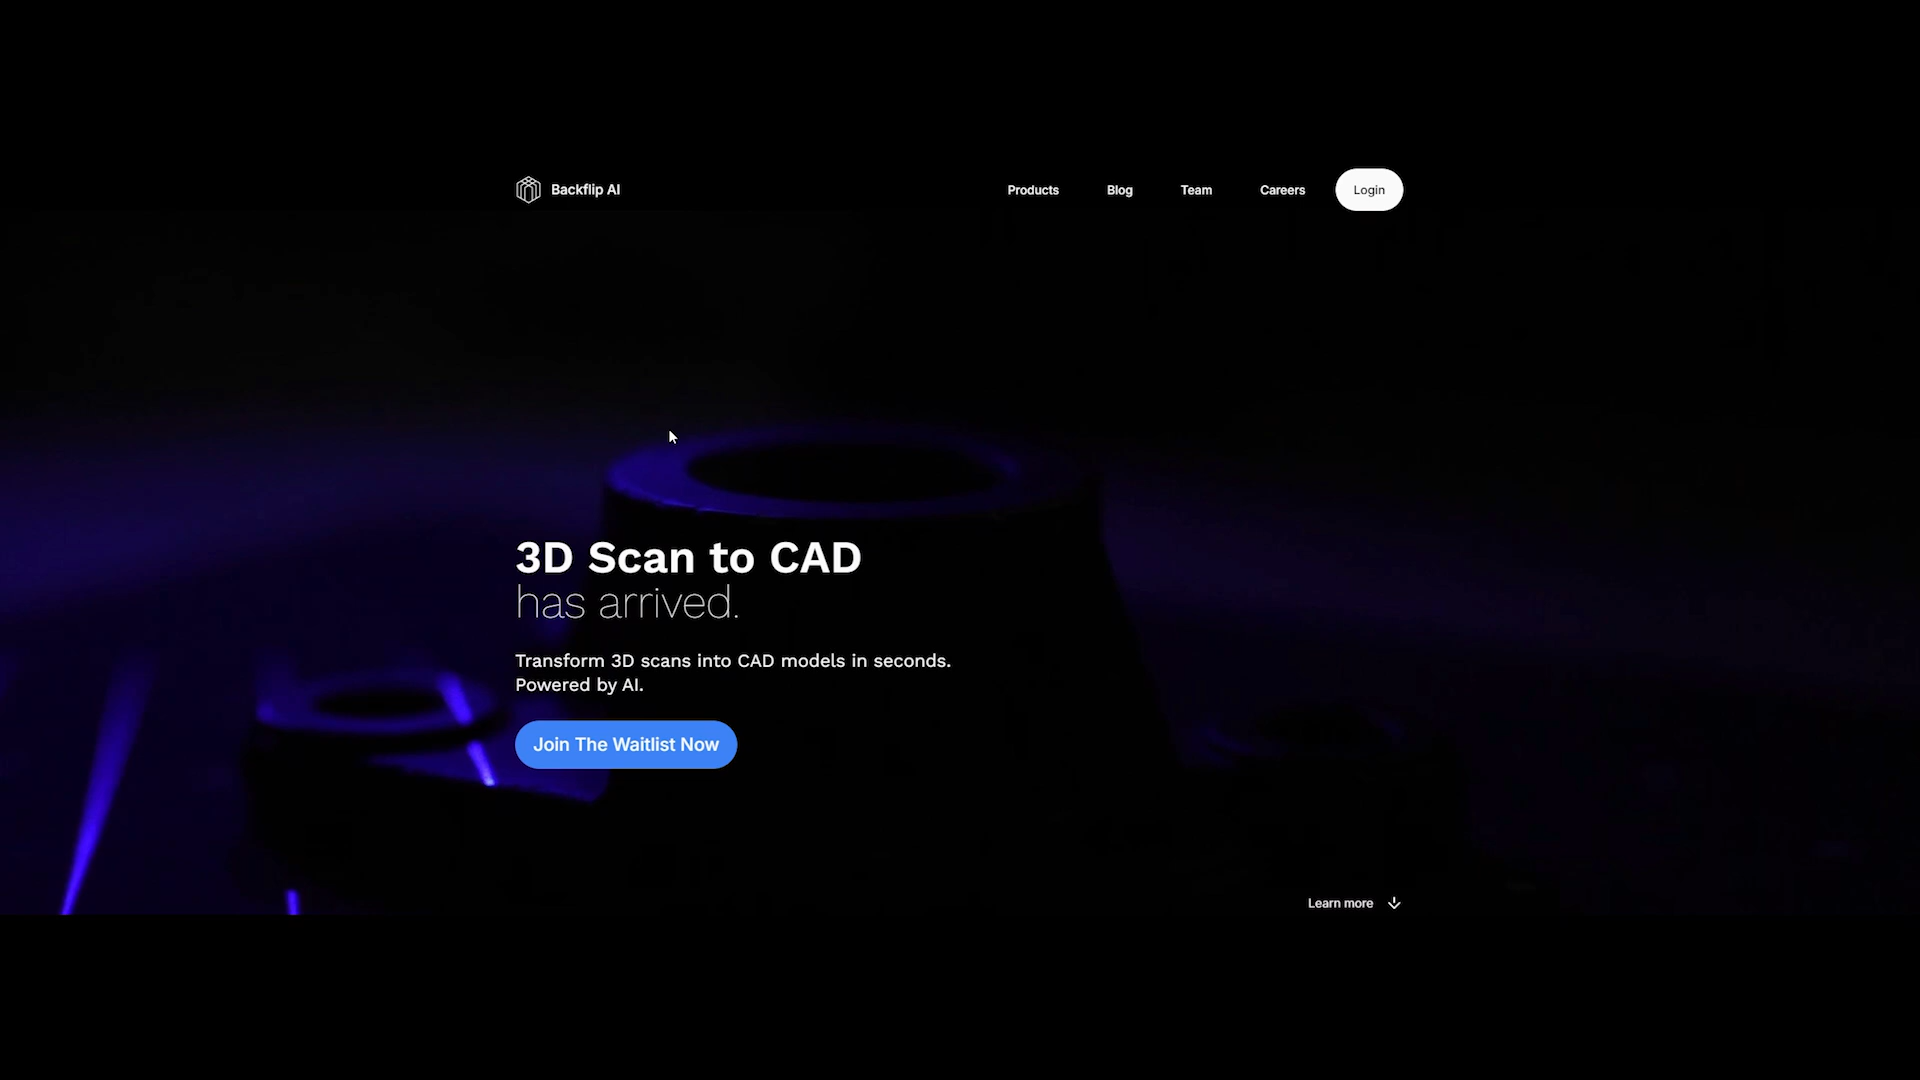 Backflip AI
Products
Blog
Team
Careers
Login
3D Scan to CAD
has arrived.
Transform 3D scans into CAD models in seconds.
Powered by AI.
Join The Waitlist Now
Learn more